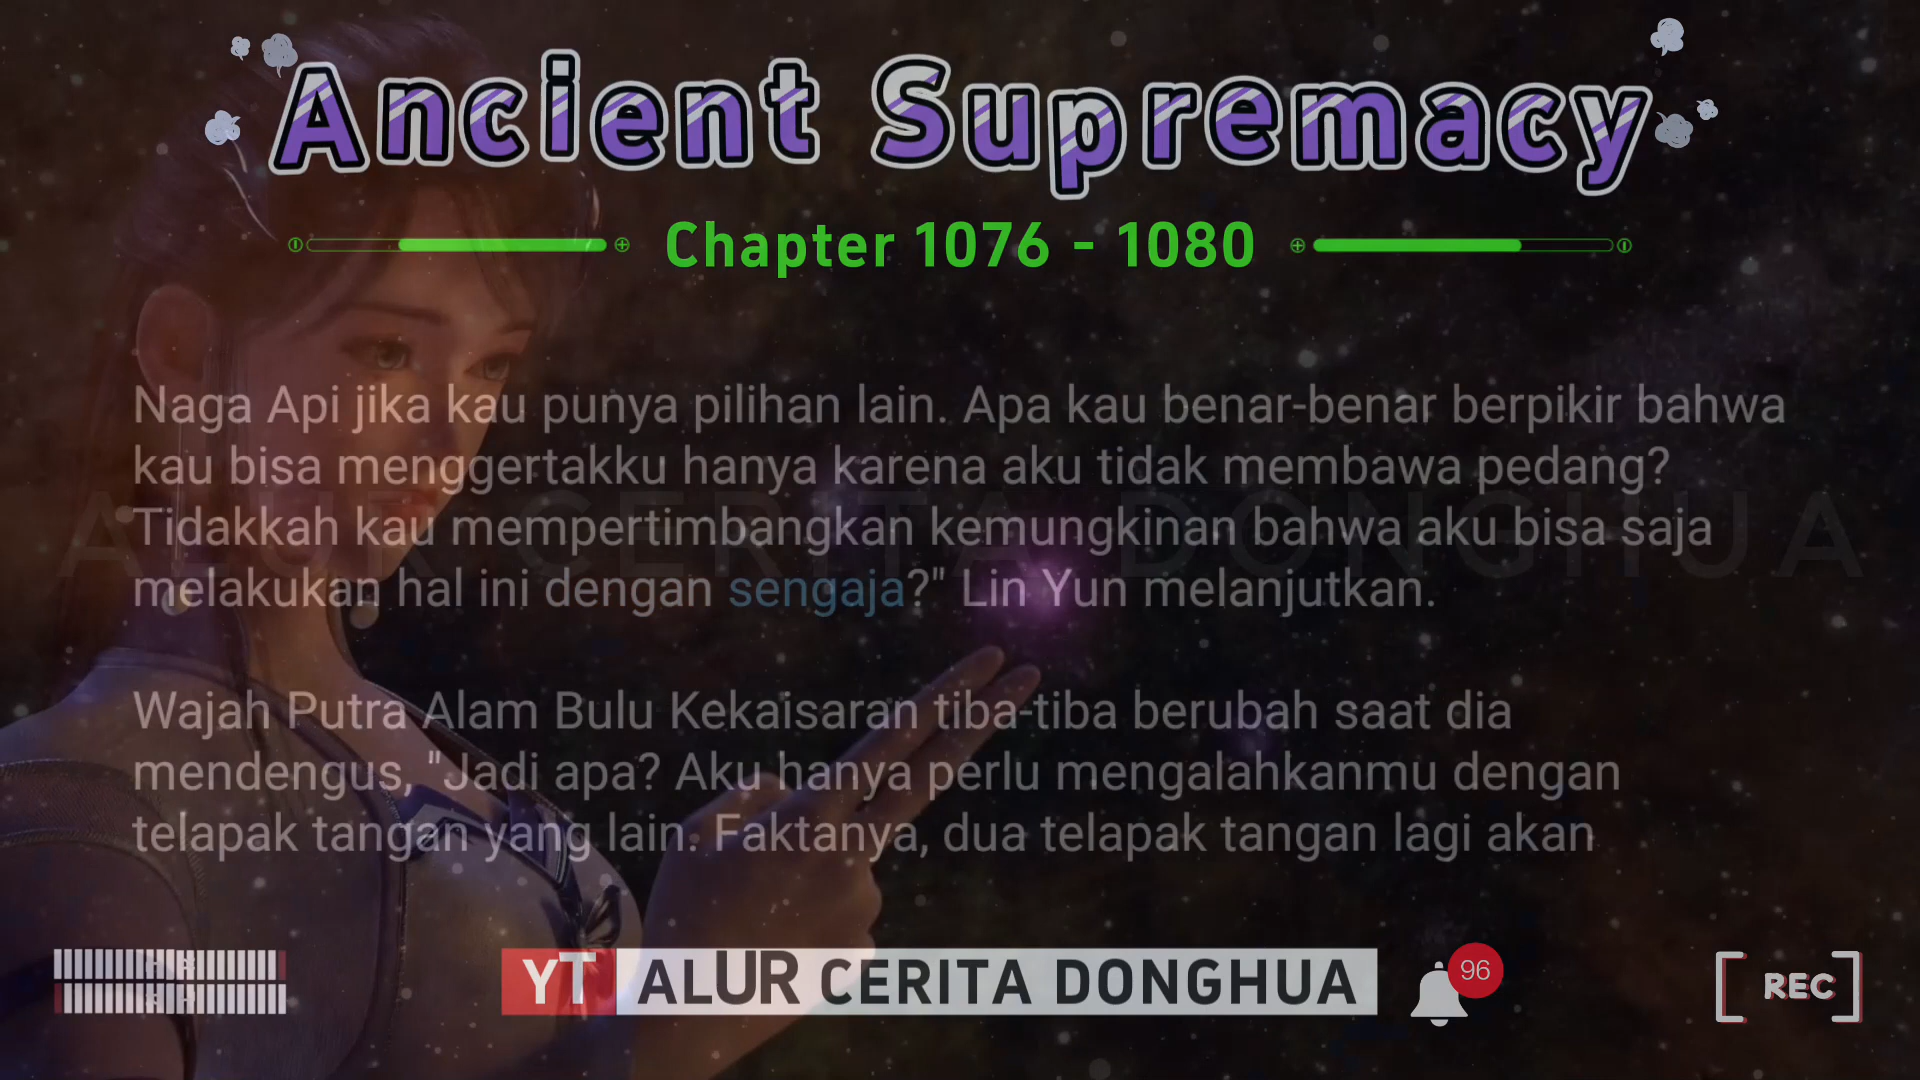 Ancient Supremacy
Chapter 1076 - 1080
Naga Api jika kau punya pilihan lain. Apa kau benar-benar berpikir bahwa
kau bisa menggertakku hanya karena aku tidak membawa pedang?
ALUR CERITA DONGHUA
Tidakkah kau mempertimbangkan kemungkinan bahwa aku bisa saja
melakukan hal ini dengan sengaja?" Lin Yun melanjutkan.
Wajah Putra Alam Bulu Kekaisaran tiba-tiba berubah saat dia
mendengus, "Jadi apa? Aku hanya perlu mengalahkanmu dengan
telapak tangan yang lain. Faktanya, dua telapak tangan lagi akan
YT ALUR CERITA DONGHUA
96
REC